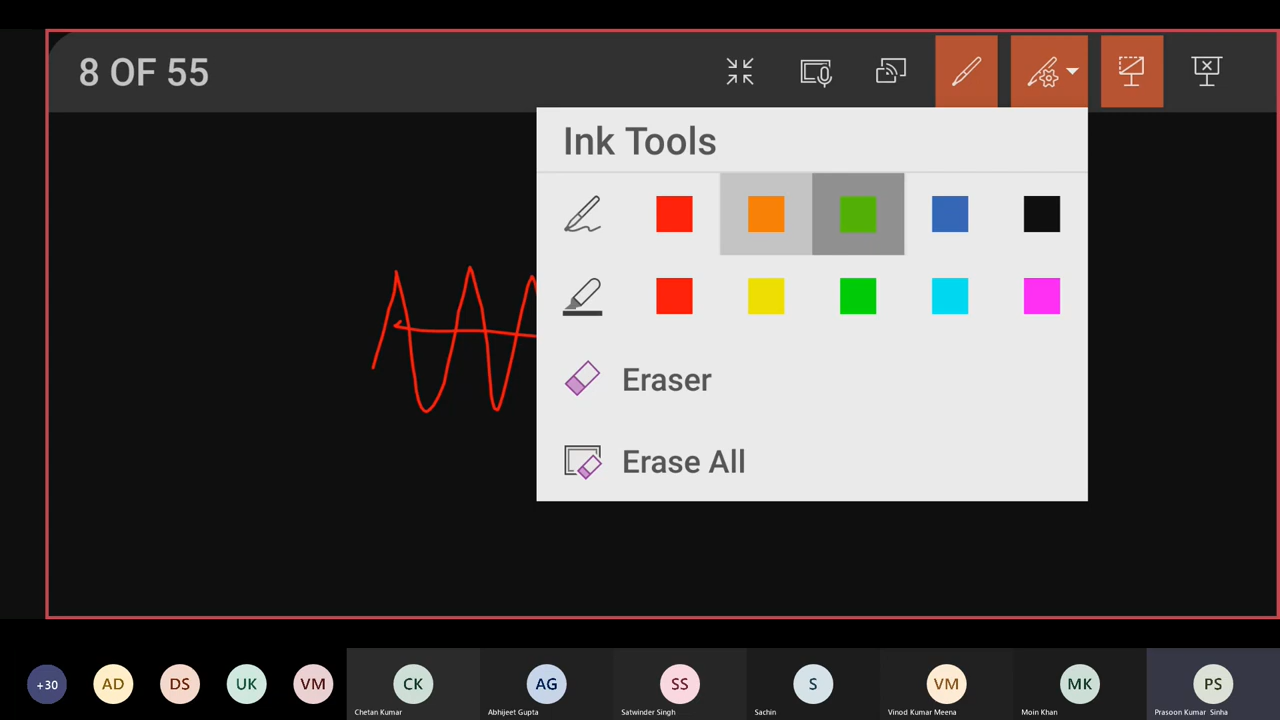 8 OF 55
Ink Tools
Eraser
Erase All
+30
AD
DS
UK
VM
CK
AG
SS
S
VM
MK
PS
Chetan Kumar
Abhijeet Gupta
Satwinder Singh
Sachin
Vinod Kumar Meena
Moin Khan
Prasoon Kumar Sinha